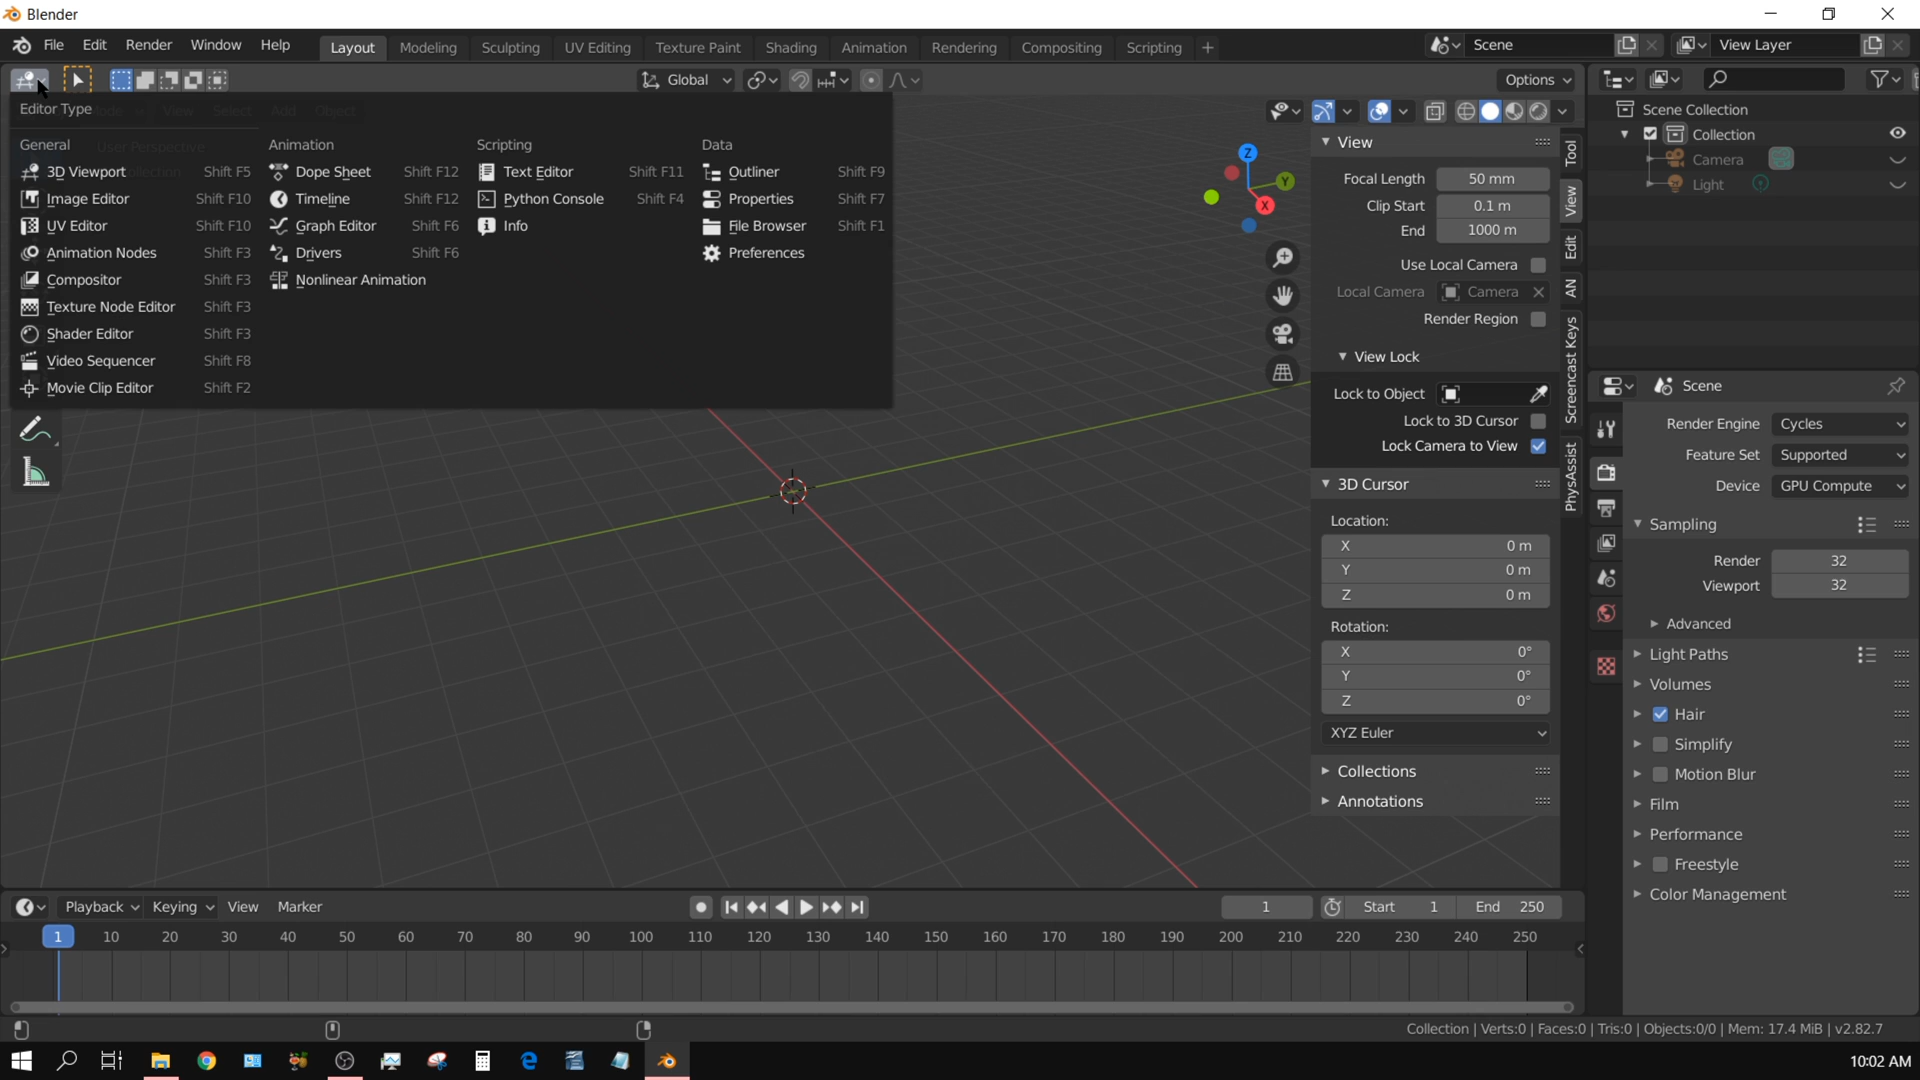 Blender
File Edit Render Window Help Layout Modeling Sculpting UV Editing Texture Paint Shading Animation Rendering Compositing Scripting + Scene View Layer
Global Options
Editor Type
View Select Add Object
General Animation Scripting Data
User Perspective
3D Viewport Shift F5 Dope Sheet Shift F12 Text Editor Shift F11 Outliner Shift F9
Image Editor Shift F10 Timeline Shift F12 Python Console Shift F4 Properties Shift F7
UV Editor Shift F10 Graph Editor Shift F6 Info File Browser Shift F1
Animation Nodes Shift F3 Drivers Shift F6 Preferences
Compositor Shift F3 Nonlinear Animation
Texture Node Editor Shift F3
Shader Editor Shift F3
Video Sequencer Shift F8
Movie Clip Editor Shift F2
Z
Y
X
View
Focal Length 50 mm
Clip Start 0.1 m
End 1000 m
Use Local Camera
Local Camera Camera
Render Region
View Lock
Lock to Object
Lock to 3D Cursor
Lock Camera to View
3D Cursor
Location:
X 0 m
Y 0 m
Z 0 m
Rotation:
X 0°
Y 0°
Z 0°
XYZ Euler
Collections
Annotations
Tool
View
Edit
AN
Screencast Keys
PhysAssist
Scene Collection
Collection
Camera
Light
Scene
Render Engine Cycles
Feature Set Supported
Device GPU Compute
Sampling
Render 32
Viewport 32
Advanced
Light Paths
Volumes
Hair
Simplify
Motion Blur
Film
Performance
Freestyle
Color Management
Playback Keying View Marker 1 Start 1 End 250
1 10 20 30 40 50 60 70 80 90 100 110 120 130 140 150 160 170 180 190 200 210 220 230 240 250
Collection | Verts:0 | Faces:0 | Tris:0 | Objects:0/0 | Mem: 17.4 MiB | v2.82.7
10:02 AM